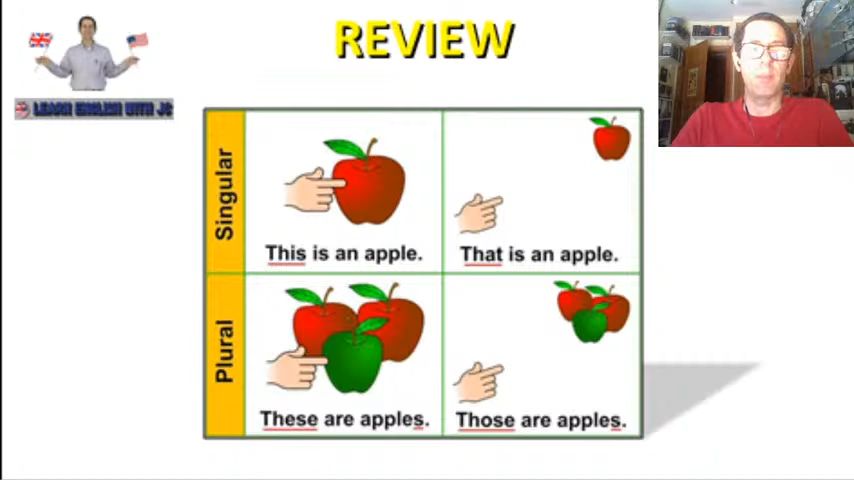 REVIEW
LEARN ENGLISH WITH JC
Singular
This is an apple.
That is an apple.
Plural
These are apples.
Those are apples.